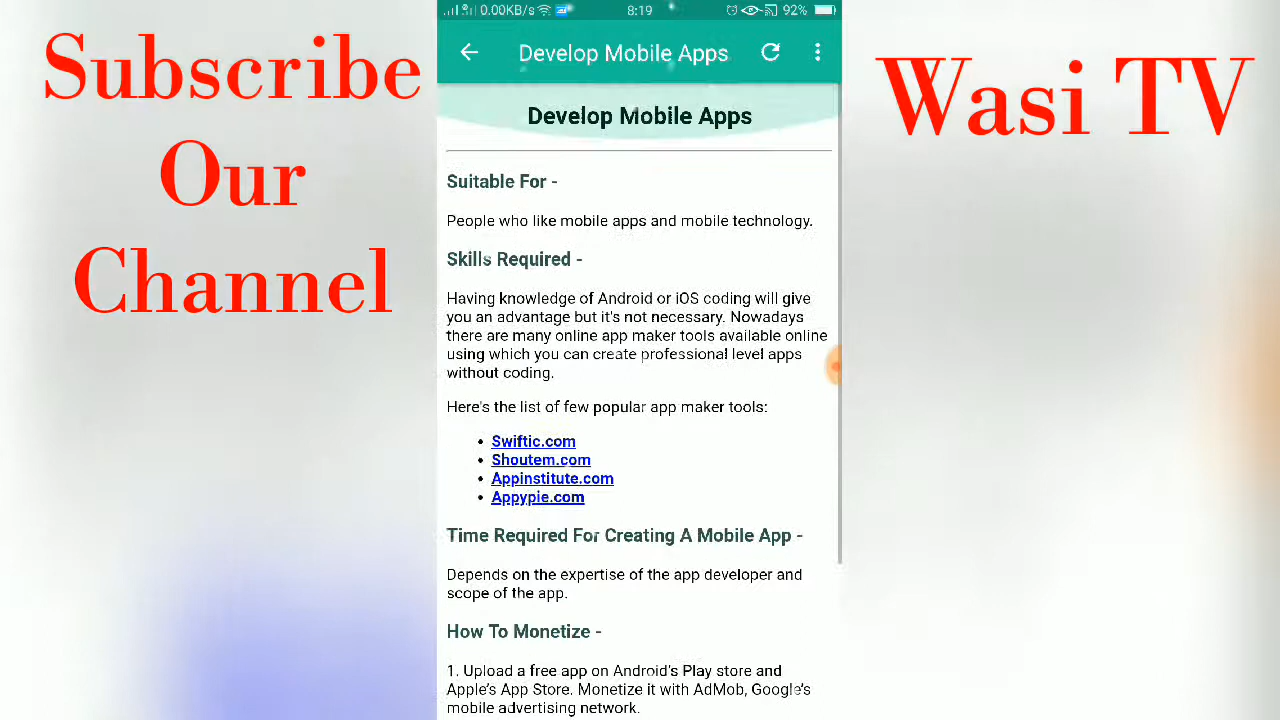 Subscribe
Our
Channel
Wasi TV
0.00KB/s
8:19
92%
Develop Mobile Apps
Develop Mobile Apps
Suitable For -
People who like mobile apps and mobile technology.
Skills Required -
Having knowledge of Android or iOS coding will give
you an advantage but it's not necessary. Nowadays
there are many online app maker tools available online
using which you can create professional level apps
without coding.
Here's the list of few popular app maker tools:
• Swiftic.com
• Shoutem.com
• Appinstitute.com
• Appypie.com
Time Required For Creating A Mobile App -
Depends on the expertise of the app developer and
scope of the app.
How To Monetize -
1. Upload a free app on Android's Play store and
Apple's App Store. Monetize it with AdMob, Google's
mobile advertising network.